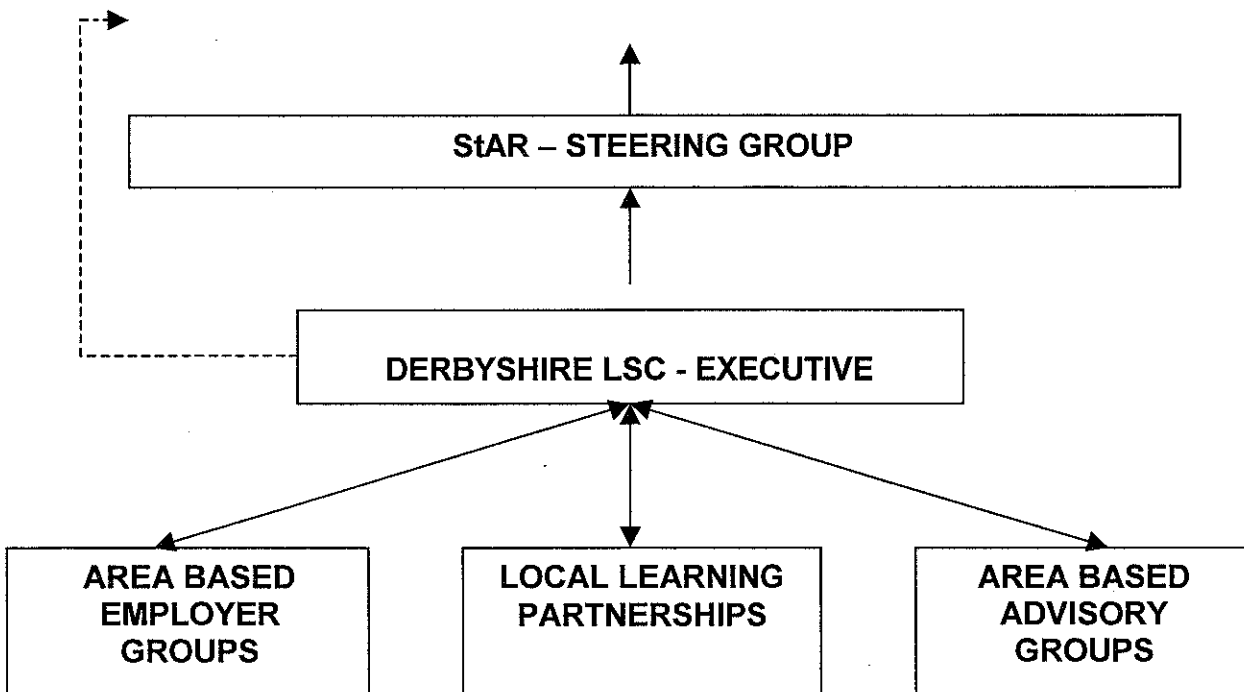 StAR – STEERING GROUP
DERBYSHIRE LSC - EXECUTIVE
AREA BASED
EMPLOYER
GROUPS
LOCAL LEARNING
PARTNERSHIPS
AREA BASED
ADVISORY
GROUPS